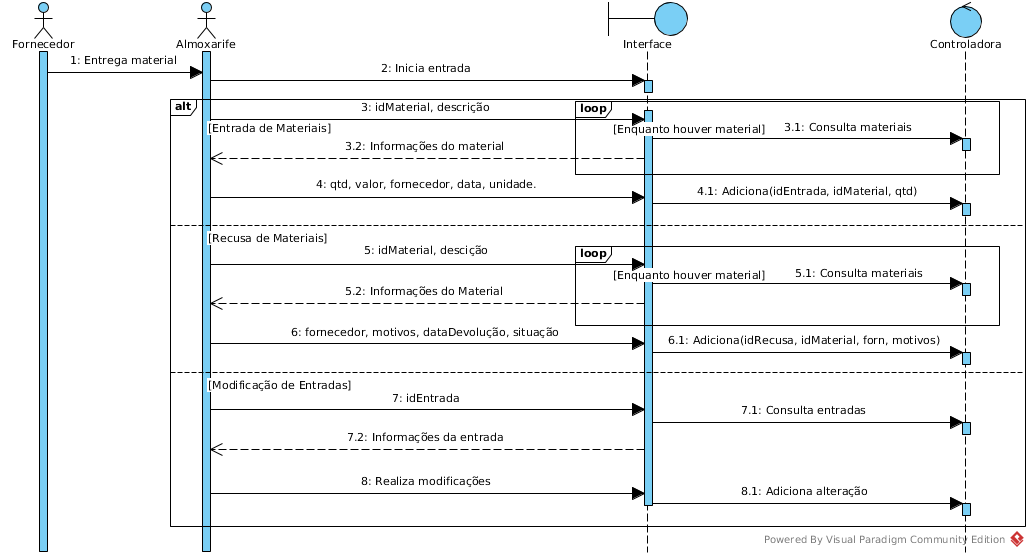 Fornecedor
Almoxarife
Interface
Controladora
1: Entrega material
2: Inicia entrada
alt
3: idMaterial, descrição
loop
[Entrada de Materiais]
[Enquanto houver material]
3.1: Consulta materiais
3.2: Informações do material
4: qtd, valor, fornecedor, data, unidade.
4.1: Adiciona(idEntrada, idMaterial, qtd)
[Recusa de Materiais]
5: idMaterial, descição
loop
[Enquanto houver material]
5.1: Consulta materiais
5.2: Informações do Material
6: fornecedor, motivos, dataDevolução, situação
6.1: Adiciona(idRecusa, idMaterial, forn, motivos)
[Modificação de Entradas]
7: idEntrada
7.1: Consulta entradas
7.2: Informações da entrada
8: Realiza modificações
8.1: Adiciona alteração
Powered By Visual Paradigm Community Edition